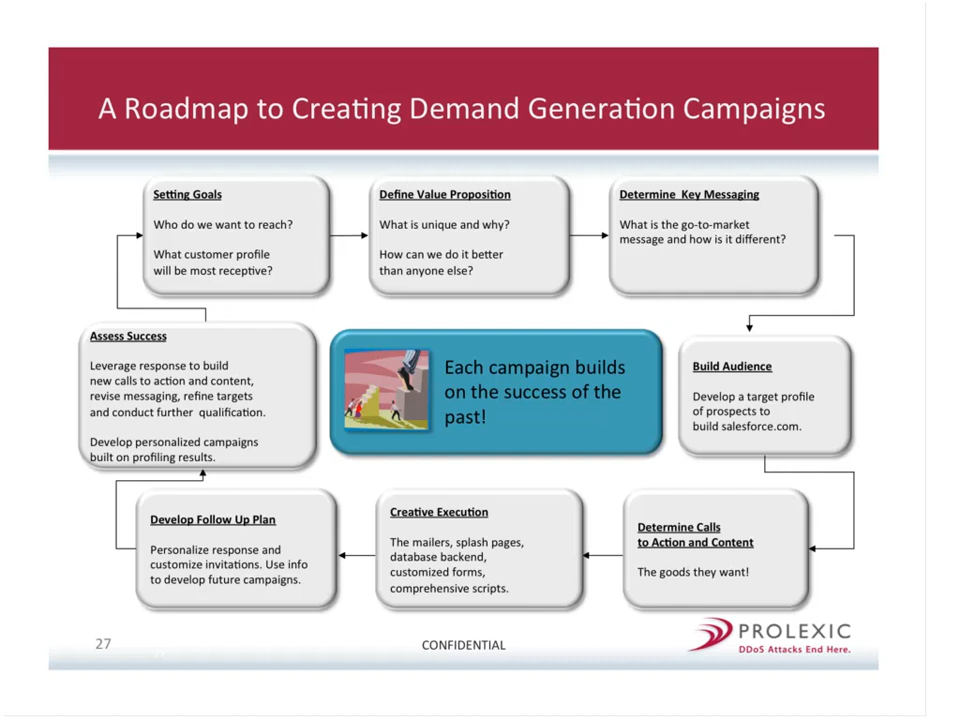 A Roadmap to Creating Demand Generation Campaigns
Setting Goals
Who do we want to reach?
What customer profile
will be most receptive?
Define Value Proposition
What is unique and why?
How can we do it better
than anyone else?
Determine Key Messaging
What is the go-to-market
message and how is it different?
Assess Success
Leverage response to build
new calls to action and content,
revise messaging, refine targets
and conduct further qualification.
Develop personalized campaigns
built on profiling results.
Each campaign builds
on the success of the
past!
Build Audience
Develop a target profile
of prospects to
build salesforce.com.
Develop Follow Up Plan
Personalize response and
customize invitations. Use info
to develop future campaigns.
Creative Execution
The mailers, splash pages,
database backend,
customized forms,
comprehensive scripts.
Determine Calls
to Action and Content
The goods they want!
27
CONFIDENTIAL
PROLEXIC
DDoS Attacks End Here.